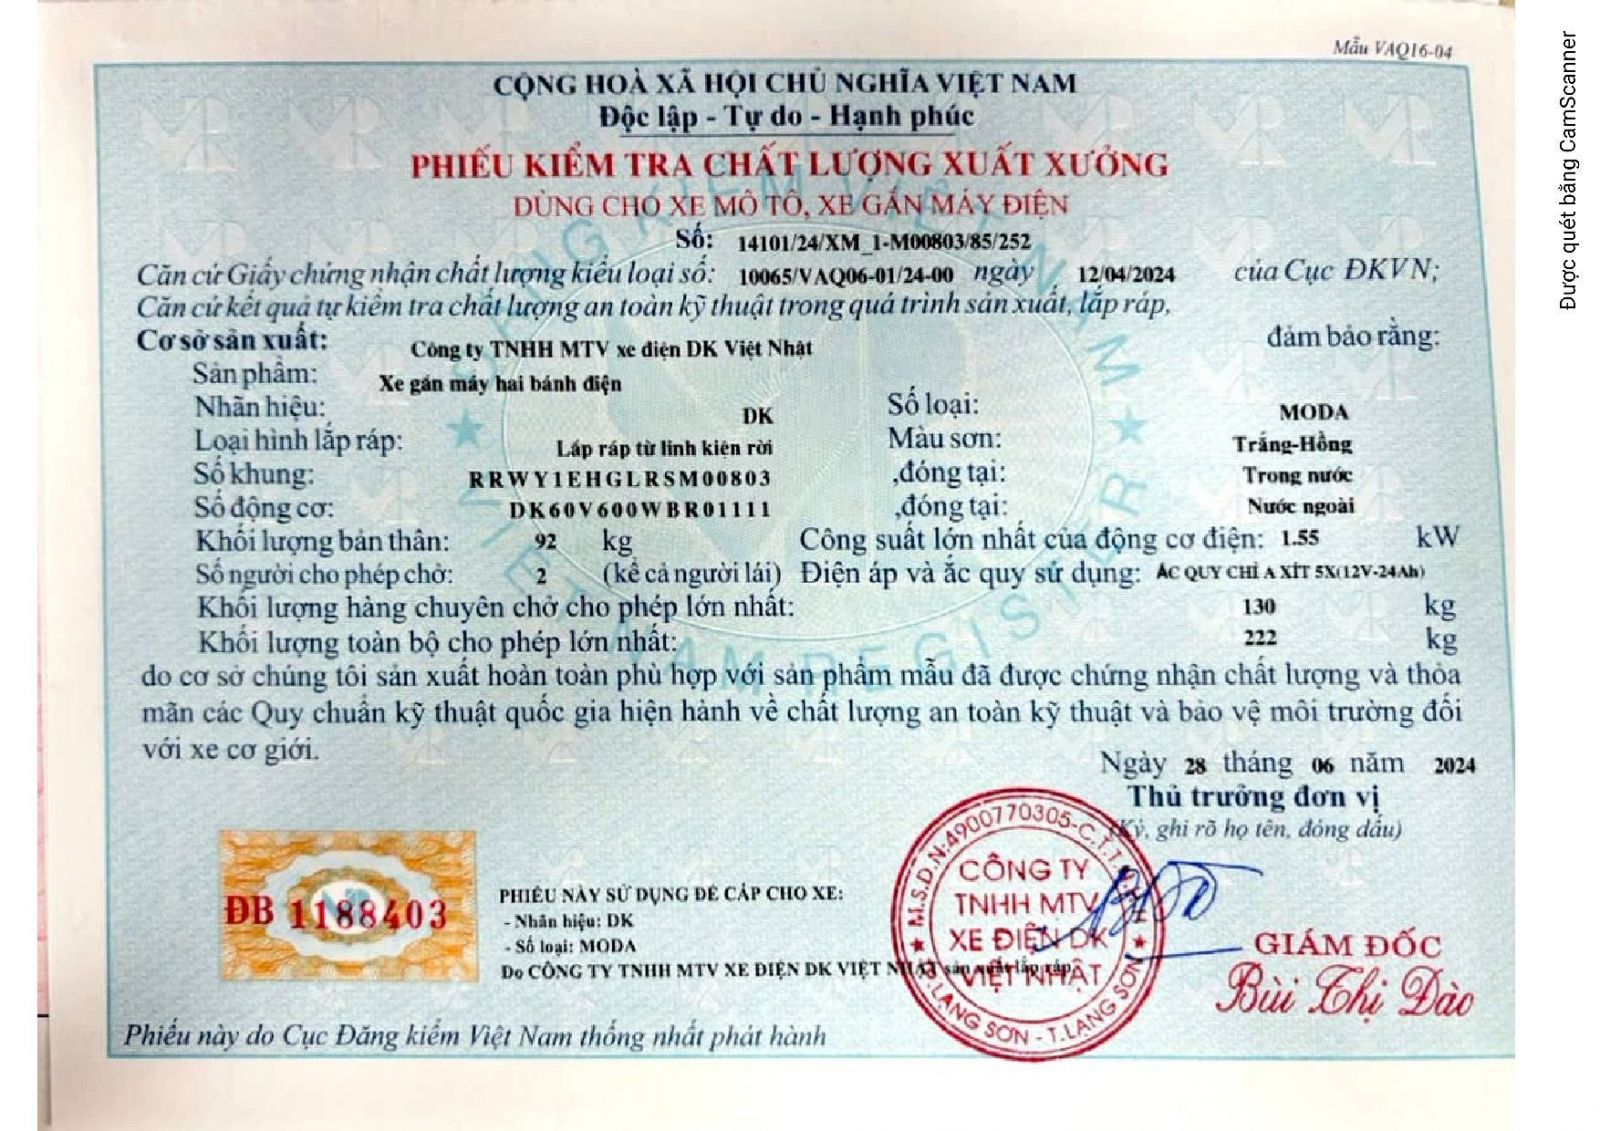 Mẫu VAQ16-04
CỘNG HOÀ XÃ HỘI CHỦ NGHĨA VIỆT NAM
Độc lập - Tự do - Hạnh phúc
PHIẾU KIỂM TRA CHẤT LƯỢNG XUẤT XƯỞNG
DÙNG CHO XE MÔ TÔ, XE GẮN MÁY ĐIỆN
Số: 14101/24/XM_1-M00803/85/252
Căn cứ Giấy chứng nhận chất lượng kiểu loại số: 10065/VAQ06-01/24-00 ngày 12/04/2024 của Cục ĐKVN;
Căn cứ kết quả tự kiểm tra chất lượng an toàn kỹ thuật trong quá trình sản xuất, lắp ráp,
Cơ sở sản xuất: Công ty TNHH MTV xe điện DK Việt Nhật đảm bảo rằng:
Sản phẩm: Xe gắn máy hai bánh điện
Nhãn hiệu: DK Số loại: MODA
Loại hình lắp ráp: Lắp ráp từ linh kiện rời Màu sơn: Trắng-Hồng
Số khung: RRWY1EHGLRSM00803 ,đóng tại: Trong nước
Số động cơ: DK60V600WBR01111 ,đóng tại: Nước ngoài
Khối lượng bản thân: 92 kg Công suất lớn nhất của động cơ điện: 1.55 kW
Số người cho phép chở: 2 (kể cả người lái) Điện áp và ắc quy sử dụng: ẮC QUY CHÌ A XÍT 5X(12V-24Ah)
Khối lượng hàng chuyên chở cho phép lớn nhất: 130 kg
Khối lượng toàn bộ cho phép lớn nhất: 222 kg
do cơ sở chúng tôi sản xuất hoàn toàn phù hợp với sản phẩm mẫu đã được chứng nhận chất lượng và thỏa
mãn các Quy chuẩn kỹ thuật quốc gia hiện hành về chất lượng an toàn kỹ thuật và bảo vệ môi trường đối
với xe cơ giới.
Ngày 28 tháng 06 năm 2024
Thủ trưởng đơn vị
(Ký, ghi rõ họ tên, đóng dấu)
M.S.D.N:4900770305-C.T.T.N.H.H
CÔNG TY
TNHH MTV
XE ĐIỆN DK
VIỆT NHẬT
TP.LẠNG SƠN - T.LẠNG SƠN
GIÁM ĐỐC
Bùi Thị Đào
ĐB 1188403
PHIẾU NÀY SỬ DỤNG ĐỂ CẤP CHO XE:
- Nhãn hiệu: DK
- Số loại: MODA
Do CÔNG TY TNHH MTV XE ĐIỆN DK VIỆT NHẬT sản xuất lắp ráp
Phiếu này do Cục Đăng kiểm Việt Nam thống nhất phát hành
ĐĂNG KIỂM VIỆT NAM
VIETNAM REGISTER
Được quét bằng CamScanner